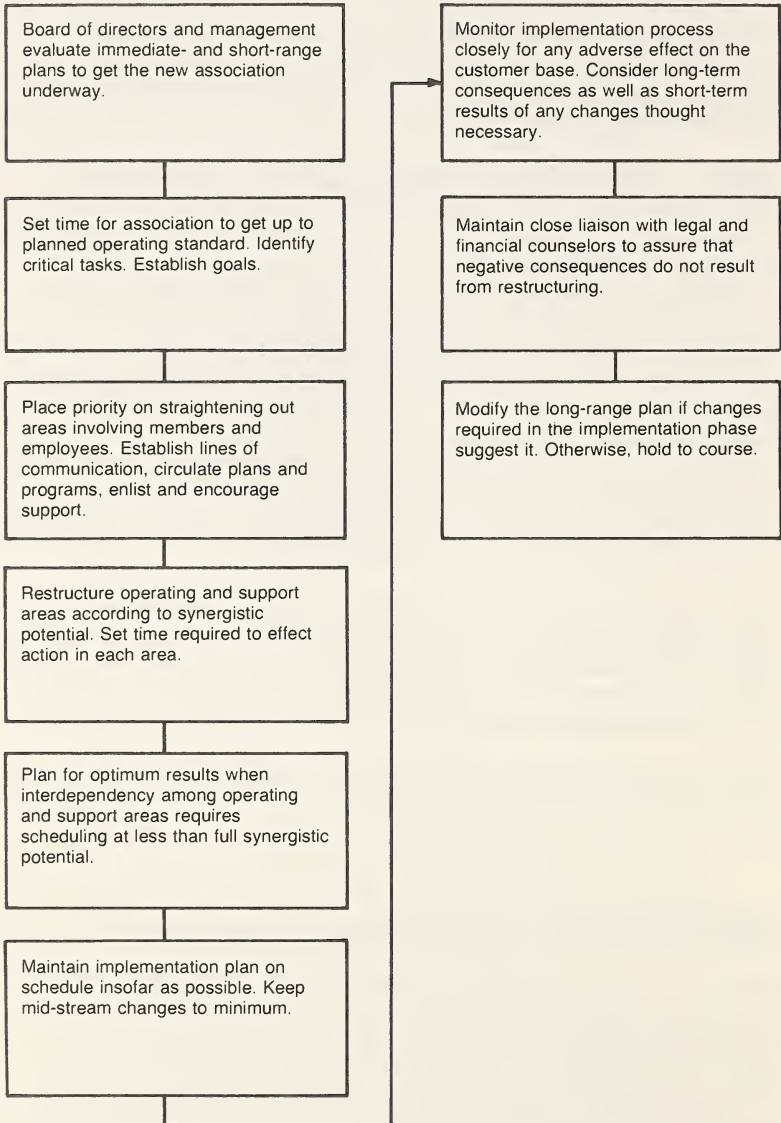 Board of directors and management
evaluate immediate- and short-range
plans to get the new association
underway.
Set time for association to get up to
planned operating standard. Identify
critical tasks. Establish goals.
Place priority on straightening out
areas involving members and
employees. Establish lines of
communication, circulate plans and
programs, enlist and encourage
support.
Restructure operating and support
areas according to synergistic
potential. Set time required to effect
action in each area.
Plan for optimum results when
interdependency among operating
and support areas requires
scheduling at less than full synergistic
potential.
Maintain implementation plan on
schedule insofar as possible. Keep
mid-stream changes to minimum.
Monitor implementation process
closely for any adverse effect on the
customer base. Consider long-term
consequences as well as short-term
results of any changes thought
necessary.
Maintain close liaison with legal and
financial counselors to assure that
negative consequences do not result
from restructuring.
Modify the long-range plan if changes
required in the implementation phase
suggest it. Otherwise, hold to course.